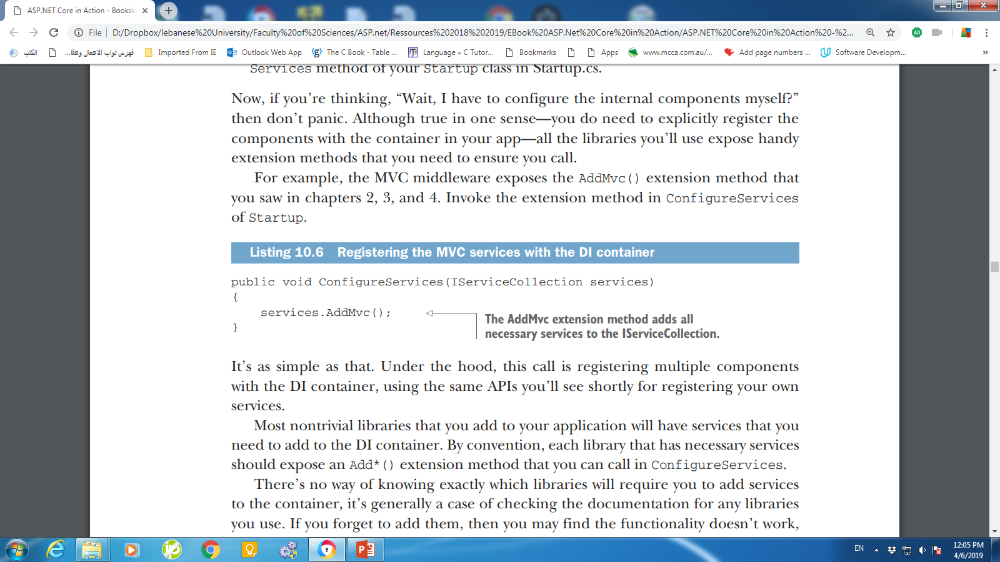 ASP.NET Core in Action - Booksk
File
D:/Dropbox/lebanese%20University/Faculty%20of%20Sciences/ASP.net/Ressources%202018%202019/EBook%20ASP.Net%20Core%20in%20Action/ASP.NET%20Core%20in%20Action%20-%2...
AD
الكتب
فهرس ثواب الاعمال وعقا...
Imported From IE
Outlook Web App
The C Book - Table ...
Language « C Tutor...
Bookmarks
Apps
www.mcca.com.au/...
Add page numbers ...
Software Developm...
»
Services method of your Startup class in Startup.cs.
Now, if you’re thinking, “Wait, I have to configure the internal components myself?”
then don’t panic. Although true in one sense—you do need to explicitly register the
components with the container in your app—all the libraries you’ll use expose handy
extension methods that you need to ensure you call.
For example, the MVC middleware exposes the AddMvc() extension method that
you saw in chapters 2, 3, and 4. Invoke the extension method in ConfigureServices
of Startup.
Listing 10.6 Registering the MVC services with the DI container
public void ConfigureServices(IServiceCollection services)
{
services.AddMvc();
}
The AddMvc extension method adds all
necessary services to the IServiceCollection.
It’s as simple as that. Under the hood, this call is registering multiple components
with the DI container, using the same APIs you’ll see shortly for registering your own
services.
Most nontrivial libraries that you add to your application will have services that you
need to add to the DI container. By convention, each library that has necessary services
should expose an Add*() extension method that you can call in ConfigureServices.
There’s no way of knowing exactly which libraries will require you to add services
to the container, it’s generally a case of checking the documentation for any libraries
you use. If you forget to add them, then you may find the functionality doesn’t work,
EN
12:05 PM
4/6/2019